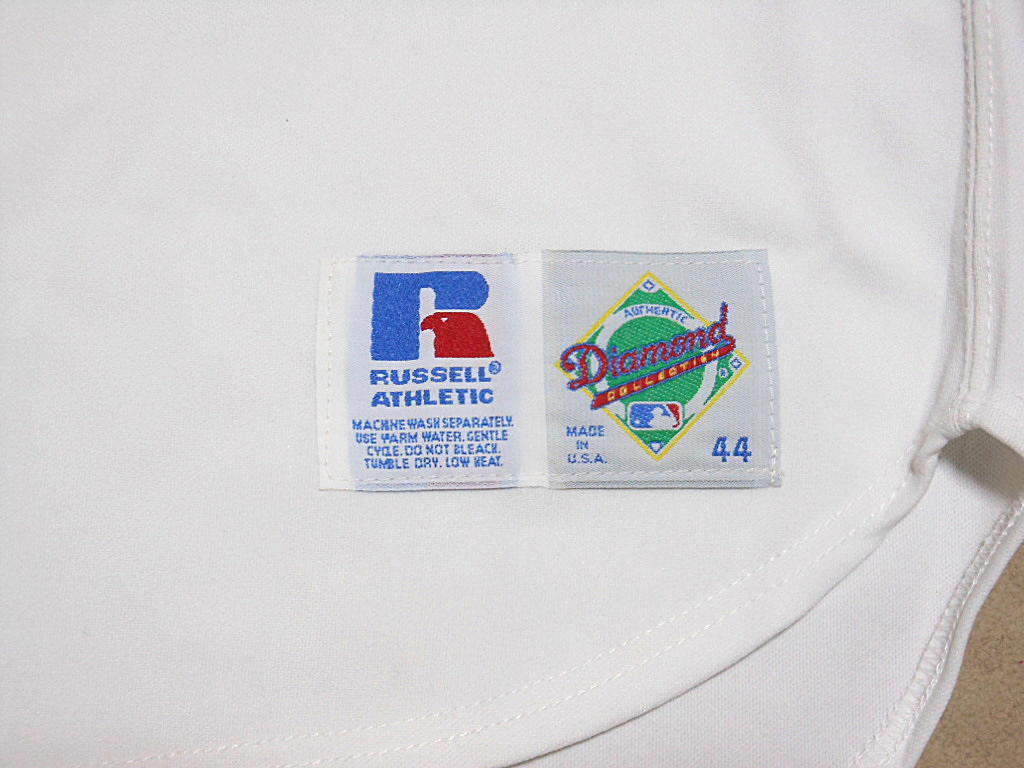 RUSSELL®
ATHLETIC
MACHINE WASH SEPARATELY.
USE WARM WATER. GENTLE
CYCLE. DO NOT BLEACH.
TUMBLE DRY. LOW HEAT.
AUTHENTIC
Diamond
COLLECTION
®
MADE
IN
U.S.A.
44